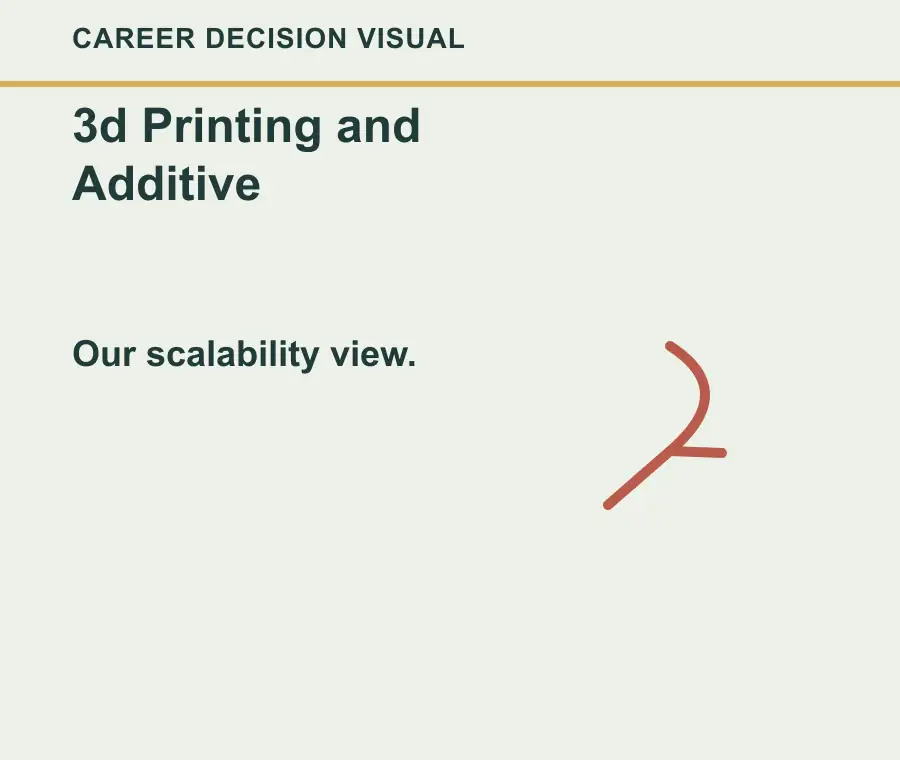 CAREER DECISION VISUAL
3d Printing and
Additive
Our scalability view.